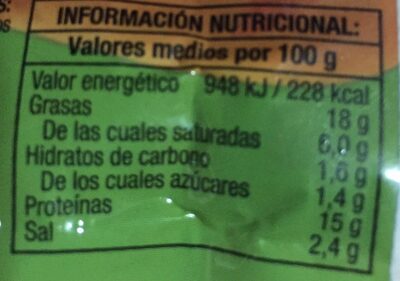 S:
os
INFORMACIÓN NUTRICIONAL:
Valores medios por 100 g
Valor energético 948 kJ / 228 kcal
Grasas 18 g
De las cuales saturadas 6,0 g
Hidratos de carbono 1,6 g
De los cuales azúcares 1,4 g
Proteínas 15 g
Sal 2,4 g